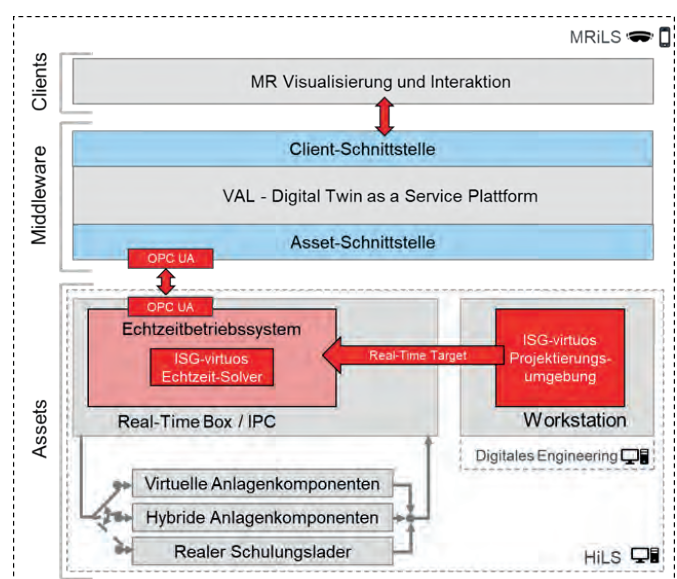 MRiLS
Clients
MR Visualisierung und Interaktion
Middleware
Client-Schnittstelle
VAL - Digital Twin as a Service Plattform
Asset-Schnittstelle
OPC UA
Assets
OPC UA
Echtzeitbetriebssystem
ISG-virtuos
Echtzeit-Solver
Real-Time Box / IPC
Real-Time Target
ISG-virtuos
Projektierungs-
umgebung
Workstation
Digitales Engineering
Virtuelle Anlagenkomponenten
Hybride Anlagenkomponenten
Realer Schulungslader
HiLS